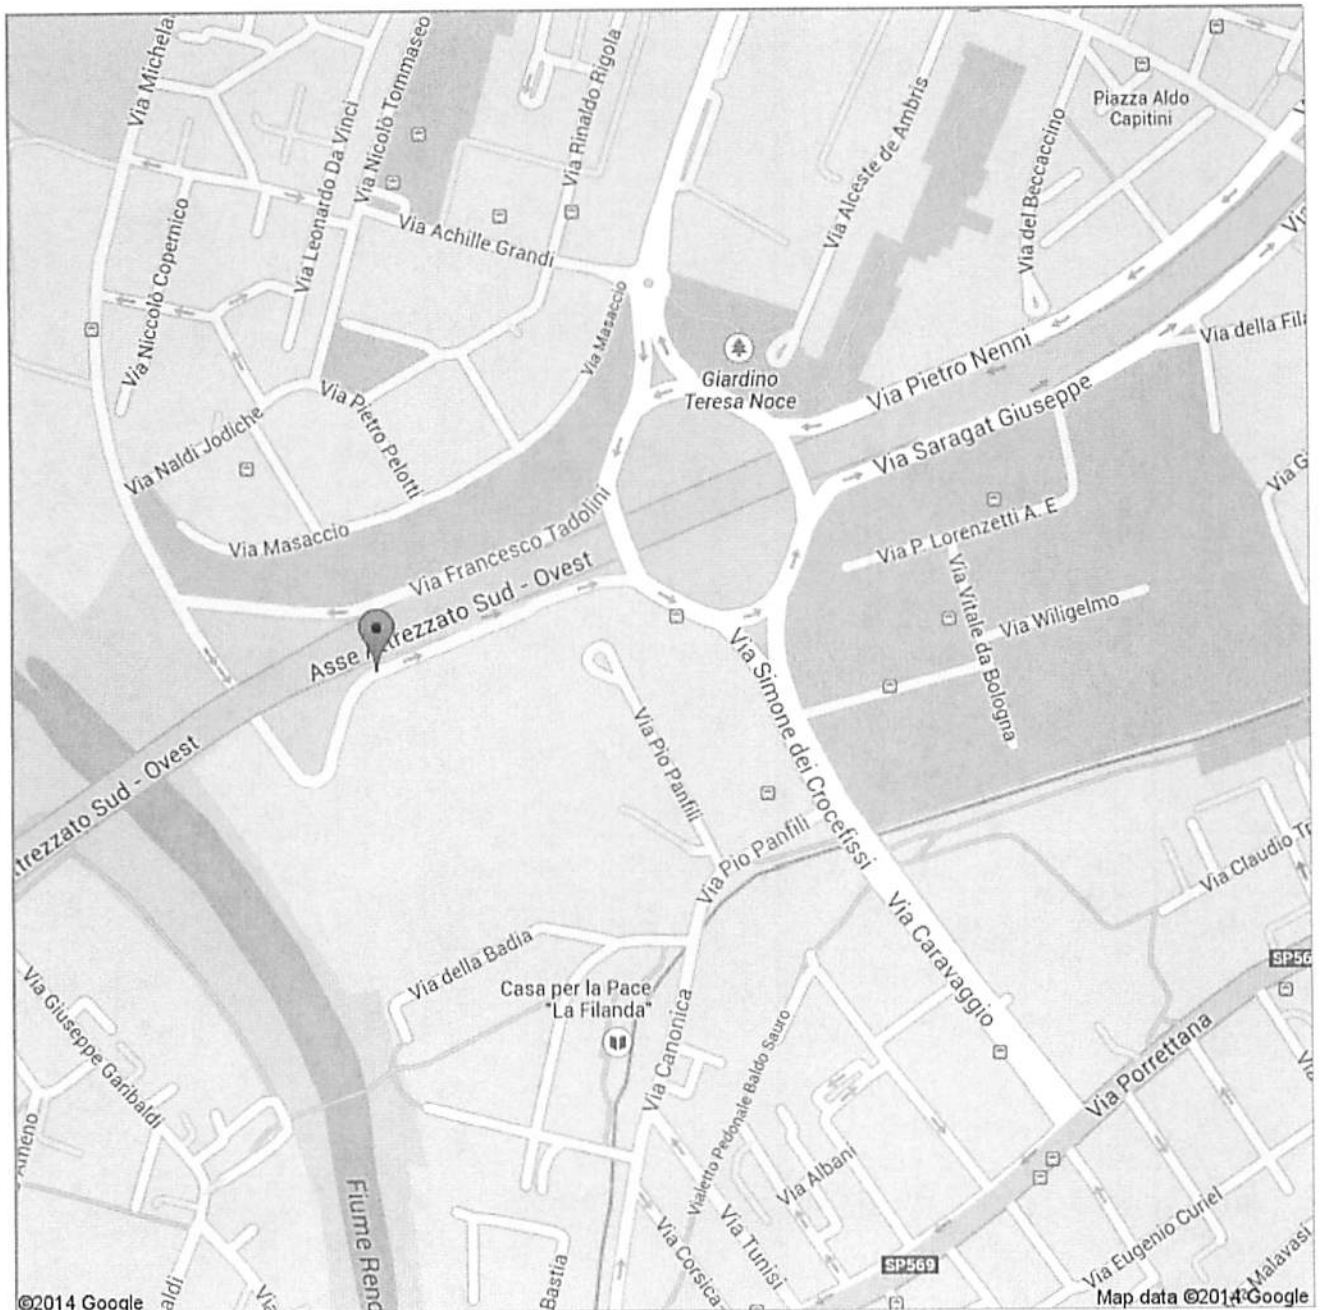 Via Michela
Via Nicolò Tommaseo
Via Rinaldo Rigola
Via Leonardo Da Vinci
Via Alceste de Ambris
Piazza Aldo
Capitini
Via del Beccaccino
Via Niccolò Copernico
Via Achille Grandi
Via Masaccio
Via della Fila
Giardino
Teresa Noce
Via Pietro Nenni
Via Saragat Giuseppe
Via Pietro Pelotti
Via Naldi Jodiche
Via G
Via Masaccio
Via Francesco Tadolini
Via P. Lorenzetti A. E
Via Vitale da Bologna
Via Wiligelmo
Asse Attrezzato Sud - Ovest
Via Simone dei Crocefissi
Via Pio Panfili
ttrezzato Sud - Ovest
Via Pio Panfili
Via Claudio Tr
Via Caravaggio
Via della Badia
SP56
Casa per la Pace
"La Filanda"
Via Giuseppe Garibaldi
Via Canonica
Vialetto Pedonale Baldo Sauro
Via Porrettana
Via Albani
Fiume Reno
Via Tunisi
Via Corsica
Via Eugenio Curiel
Malavasi
SP569
Bastia
aldi
Via
©2014 Google
Map data ©2014 Google